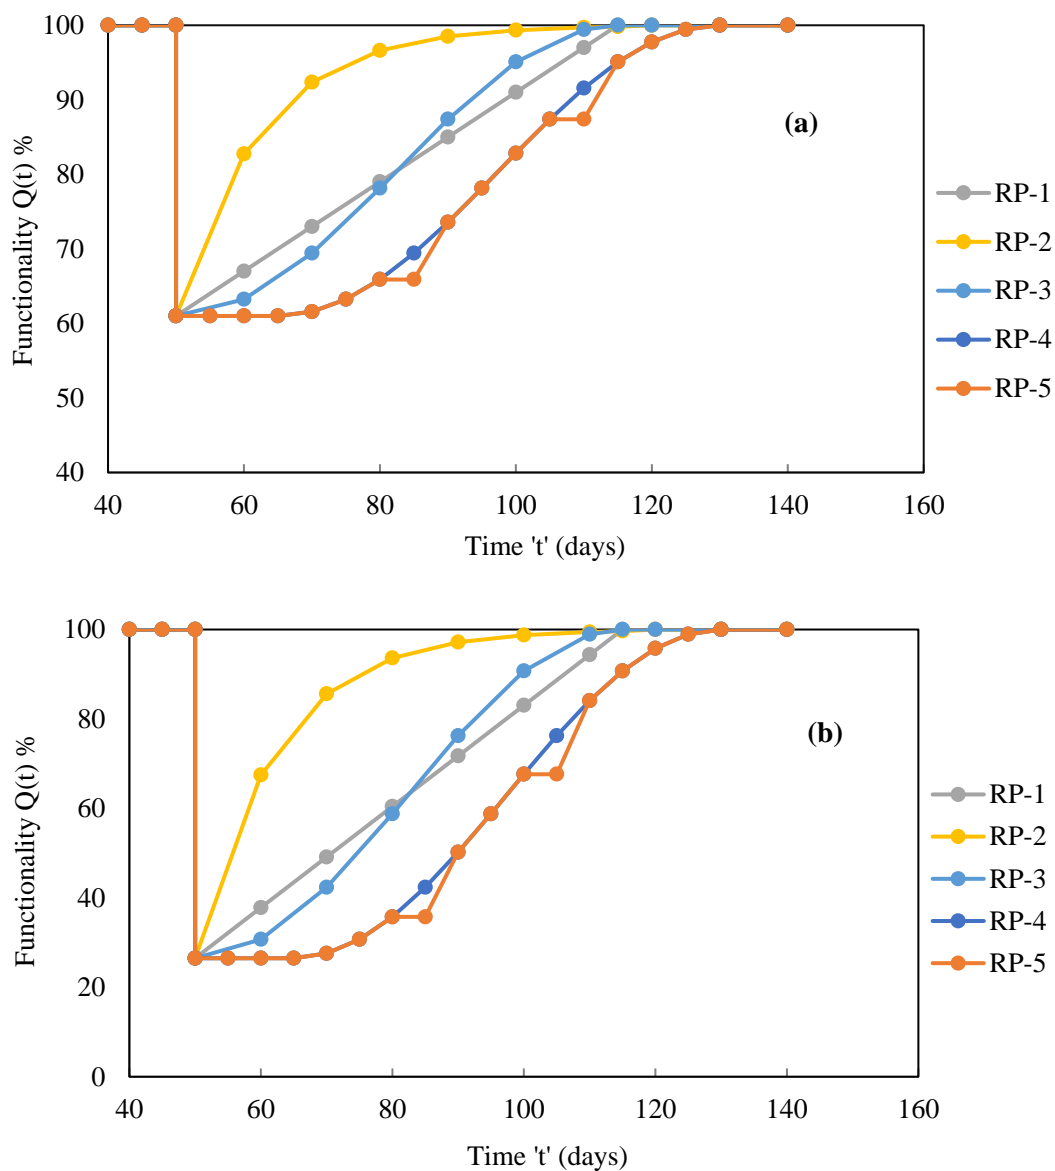 100
90
80
70
60
50
40
Functionality Q(t) %
(a)
RP-1
RP-2
RP-3
RP-4
RP-5
40 60 80 100 120 140 160
Time 't' (days)
100
80
60
40
20
0
Functionality Q(t) %
(b)
RP-1
RP-2
RP-3
RP-4
RP-5
40 60 80 100 120 140 160
Time 't' (days)